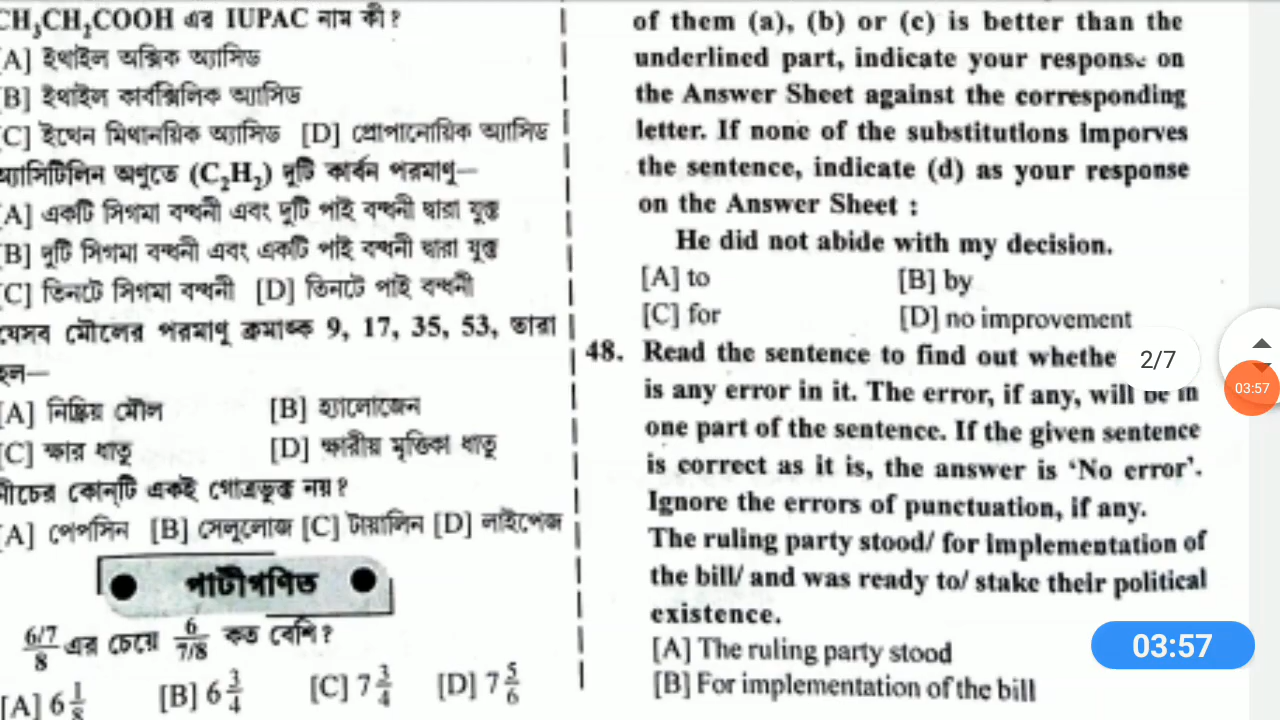 CH₃CH₂COOH এর IUPAC নাম কী?
[A] ইথাইল অক্সিক অ্যাসিড
[B] ইথাইল কার্বক্সিলিক অ্যাসিড
[C] ইথেন মিথানয়িক অ্যাসিড [D] প্রোপানোয়িক অ্যাসিড
অ্যাসিটিলিন অণুতে (C₂H₂) দুটি কার্বন পরমাণু—
[A] একটি সিগমা বন্ধনী এবং দুটি পাই বন্ধনী দ্বারা যুক্ত
[B] দুটি সিগমা বন্ধনী এবং একটি পাই বন্ধনী দ্বারা যুক্ত
[C] তিনটে সিগমা বন্ধনী [D] তিনটে পাই বন্ধনী
যেসব মৌলের পরমাণু ক্রমাঙ্ক 9, 17, 35, 53, তারা
হল—
[A] নিষ্ক্রিয় মৌল [B] হ্যালোজেন
[C] ক্ষার ধাতু [D] ক্ষারীয় মৃত্তিকা ধাতু
নীচের কোন্‌টি একই গোত্রভুক্ত নয়?
[A] পেপসিন [B] সেলুলোজ [C] টায়ালিন [D] লাইপেজ
পাটীগণিত
6/7/8 এর চেয়ে 6/7/8 কত বেশি?
[A] 6 1/8 [B] 6 3/4 [C] 7 3/4 [D] 7 5/6
of them (a), (b) or (c) is better than the
underlined part, indicate your response on
the Answer Sheet against the corresponding
letter. If none of the substitutions imporves
the sentence, indicate (d) as your response
on the Answer Sheet :
He did not abide with my decision.
[A] to [B] by
[C] for [D] no improvement
48. Read the sentence to find out whethe
is any error in it. The error, if any, will be in
one part of the sentence. If the given sentence
is correct as it is, the answer is ‘No error’.
Ignore the errors of punctuation, if any.
The ruling party stood/ for implementation of
the bill/ and was ready to/ stake their political
existence.
[A] The ruling party stood
[B] For implementation of the bill
2/7
03:57
03:57